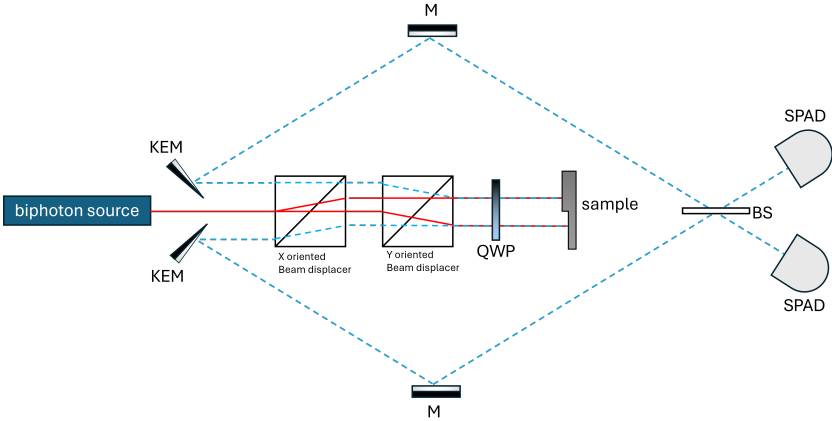 M
SPAD
KEM
biphoton source
sample
BS
QWP
X oriented
Beam displacer
Y oriented
Beam displacer
KEM
SPAD
M